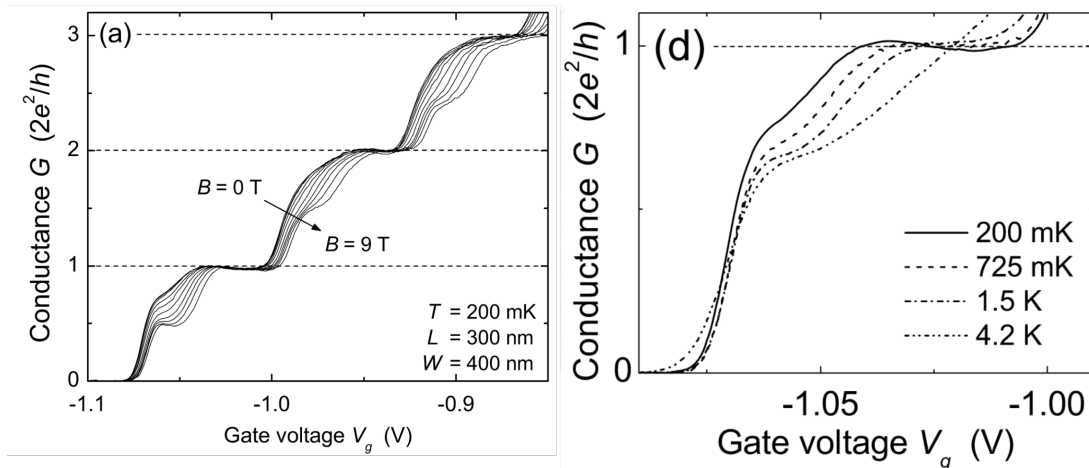 (a)
Conductance G (2e²/h)
3
2
1
0
B = 0 T
B = 9 T
T = 200 mK
L = 300 nm
W = 400 nm
-1.1
-1.0
-0.9
Gate voltage V_g (V)
(d)
Conductance G (2e²/h)
1
0
200 mK
725 mK
1.5 K
4.2 K
-1.05
-1.00
Gate voltage V_g (V)